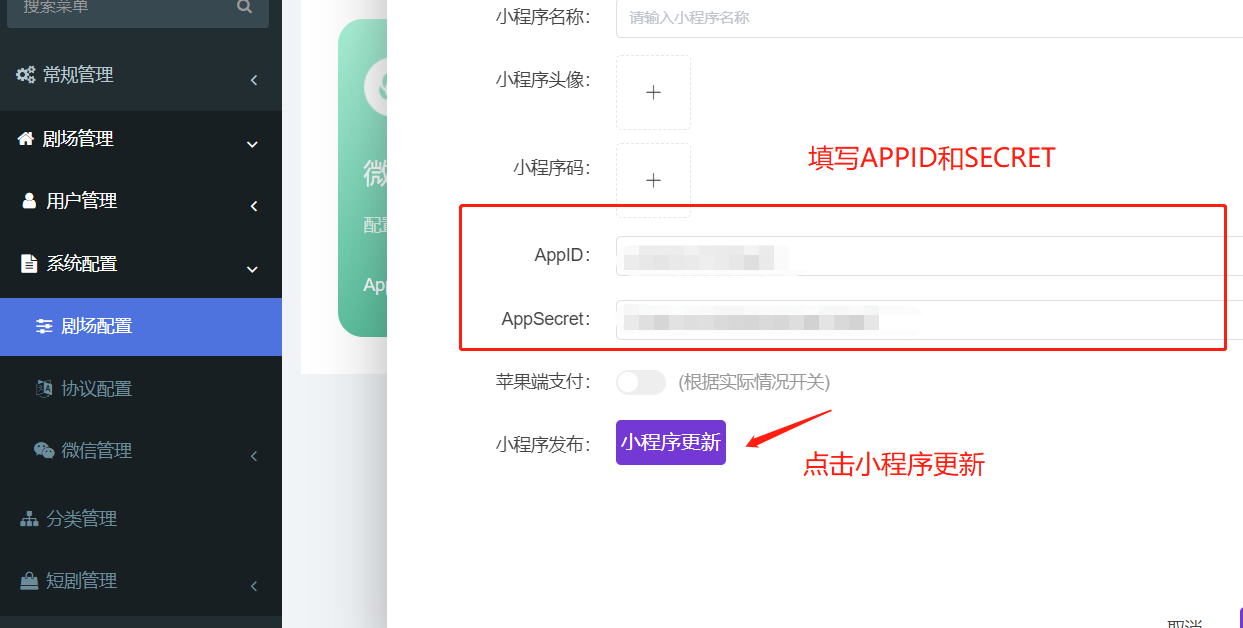 搜索菜单
常规管理
剧场管理
用户管理
系统配置
剧场配置
协议配置
微信管理
分类管理
短剧管理
微
配
App
小程序名称：
请输入小程序名称
小程序头像：
小程序码：
填写APPID和SECRET
AppID：
AppSecret：
苹果端支付：
(根据实际情况开关)
小程序发布：
小程序更新
点击小程序更新
取消